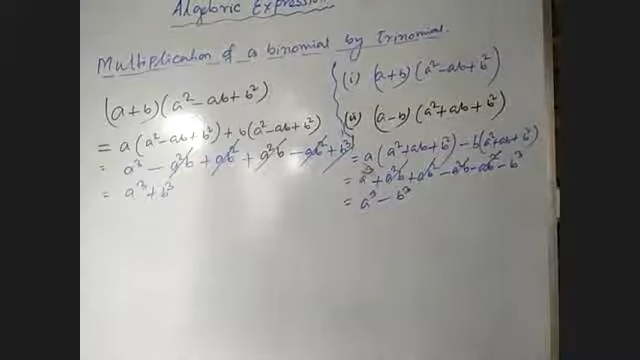 Algebric Expression
Multiplication of a binomial by trinomial.
(a+b)(a²-ab+b²)
= a(a²-ab+b²)+b(a²-ab+b²)
= a² - a²b + ab² + a²b - ab² + b³
= a³+b³
(i) (a+b)(a²-ab+b²)
(ii) (a-b)(a²+ab+b²)
= a(a²+ab+b²)-b(a²+ab+b²)
= a³+a²b+ab²-a²b-ab²-b³
= a³-b³